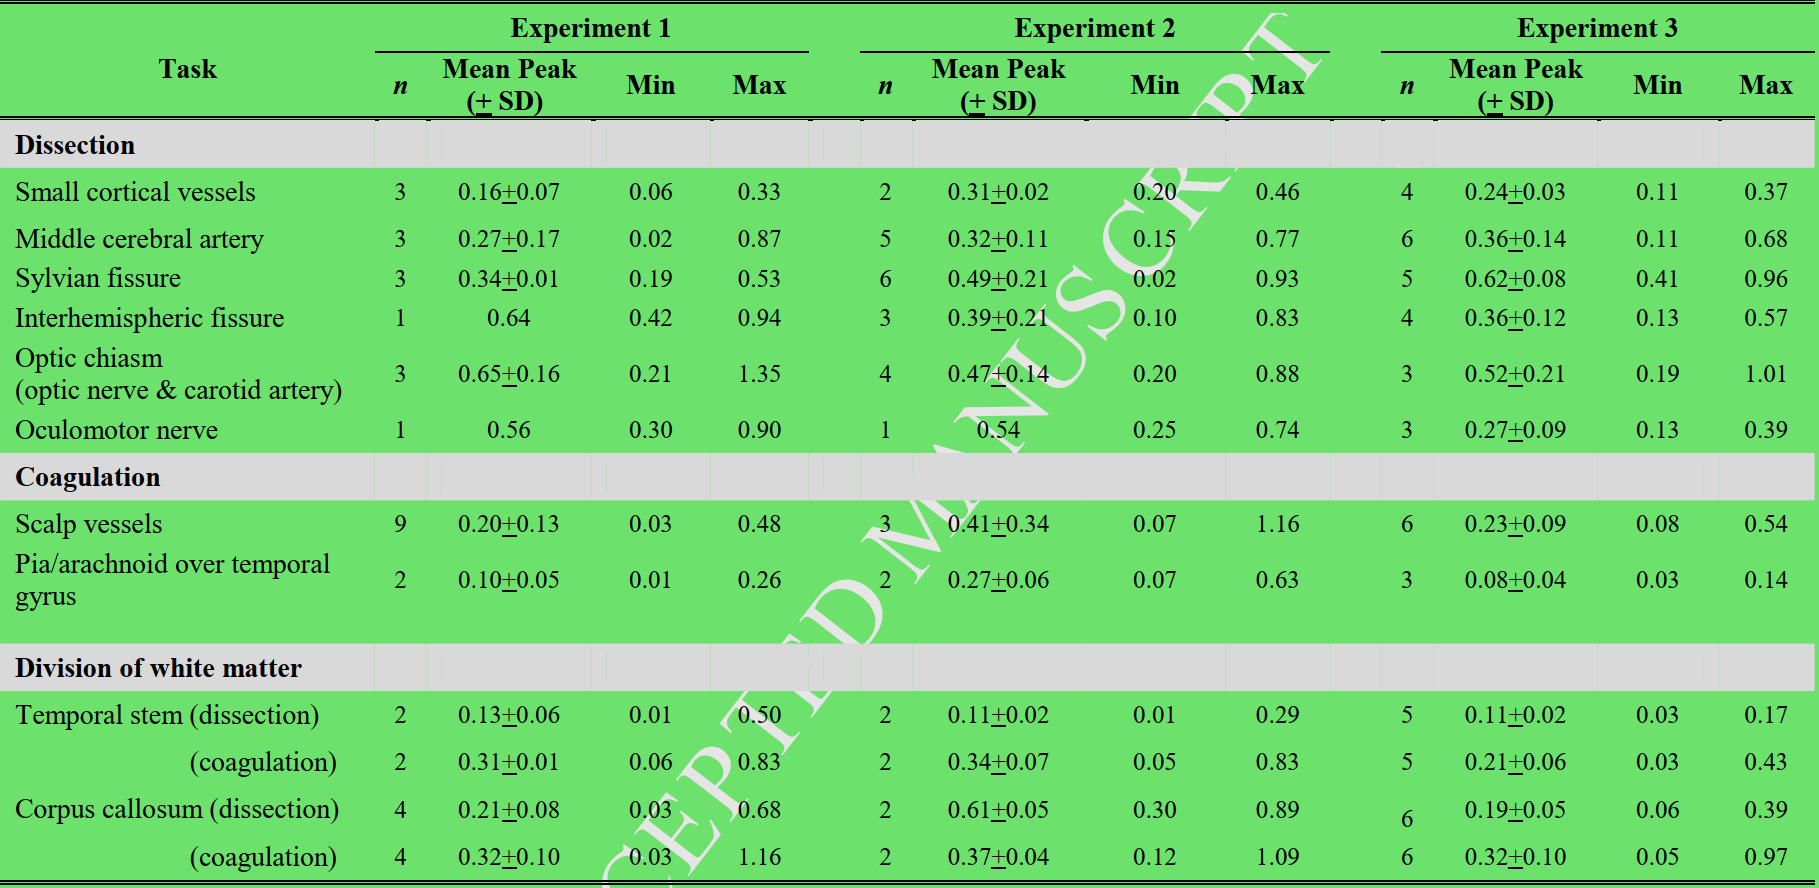 Experiment 1 Experiment 2 Experiment 3
Task n Mean Peak (+ SD) Min Max n Mean Peak (+ SD) Min Max n Mean Peak (+ SD) Min Max
Dissection
Small cortical vessels 3 0.16+0.07 0.06 0.33 2 0.31+0.02 0.20 0.46 4 0.24+0.03 0.11 0.37
Middle cerebral artery 3 0.27+0.17 0.02 0.87 5 0.32+0.11 0.15 0.77 6 0.36+0.14 0.11 0.68
Sylvian fissure 3 0.34+0.01 0.19 0.53 6 0.49+0.21 0.02 0.93 5 0.62+0.08 0.41 0.96
Interhemispheric fissure 1 0.64 0.42 0.94 3 0.39+0.21 0.10 0.83 4 0.36+0.12 0.13 0.57
Optic chiasm
(optic nerve & carotid artery) 3 0.65+0.16 0.21 1.35 4 0.47+0.14 0.20 0.88 3 0.52+0.21 0.19 1.01
Oculomotor nerve 1 0.56 0.30 0.90 1 0.54 0.25 0.74 3 0.27+0.09 0.13 0.39
Coagulation
Scalp vessels 9 0.20+0.13 0.03 0.48 3 0.41+0.34 0.07 1.16 6 0.23+0.09 0.08 0.54
Pia/arachnoid over temporal
gyrus 2 0.10+0.05 0.01 0.26 2 0.27+0.06 0.07 0.63 3 0.08+0.04 0.03 0.14
Division of white matter
Temporal stem (dissection) 2 0.13+0.06 0.01 0.50 2 0.11+0.02 0.01 0.29 5 0.11+0.02 0.03 0.17
(coagulation) 2 0.31+0.01 0.06 0.83 2 0.34+0.07 0.05 0.83 5 0.21+0.06 0.03 0.43
Corpus callosum (dissection) 4 0.21+0.08 0.03 0.68 2 0.61+0.05 0.30 0.89 6 0.19+0.05 0.06 0.39
(coagulation) 4 0.32+0.10 0.03 1.16 2 0.37+0.04 0.12 1.09 6 0.32+0.10 0.05 0.97
CEPTED MANUSCRIPT